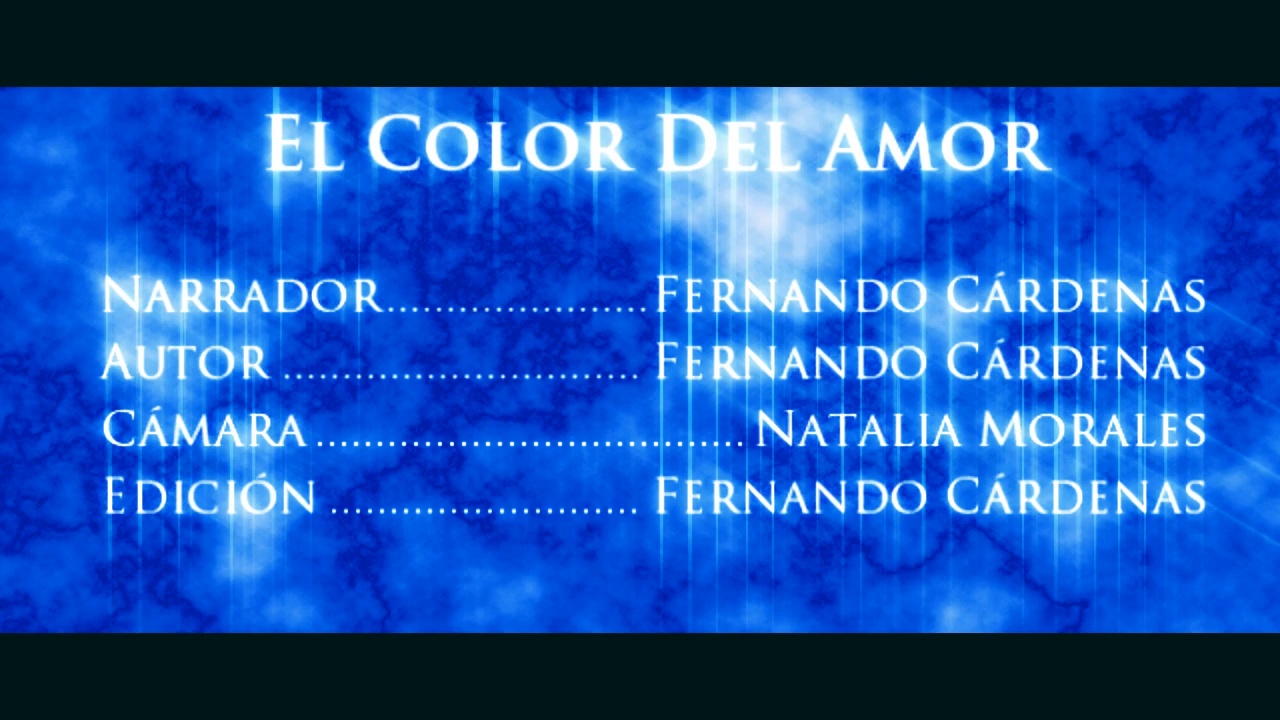 El Color Del Amor
Narrador.....................Fernando Cárdenas
Autor .............................. Fernando Cárdenas
Cámara ................................... Natalia Morales
Edición .......................... Fernando Cárdenas